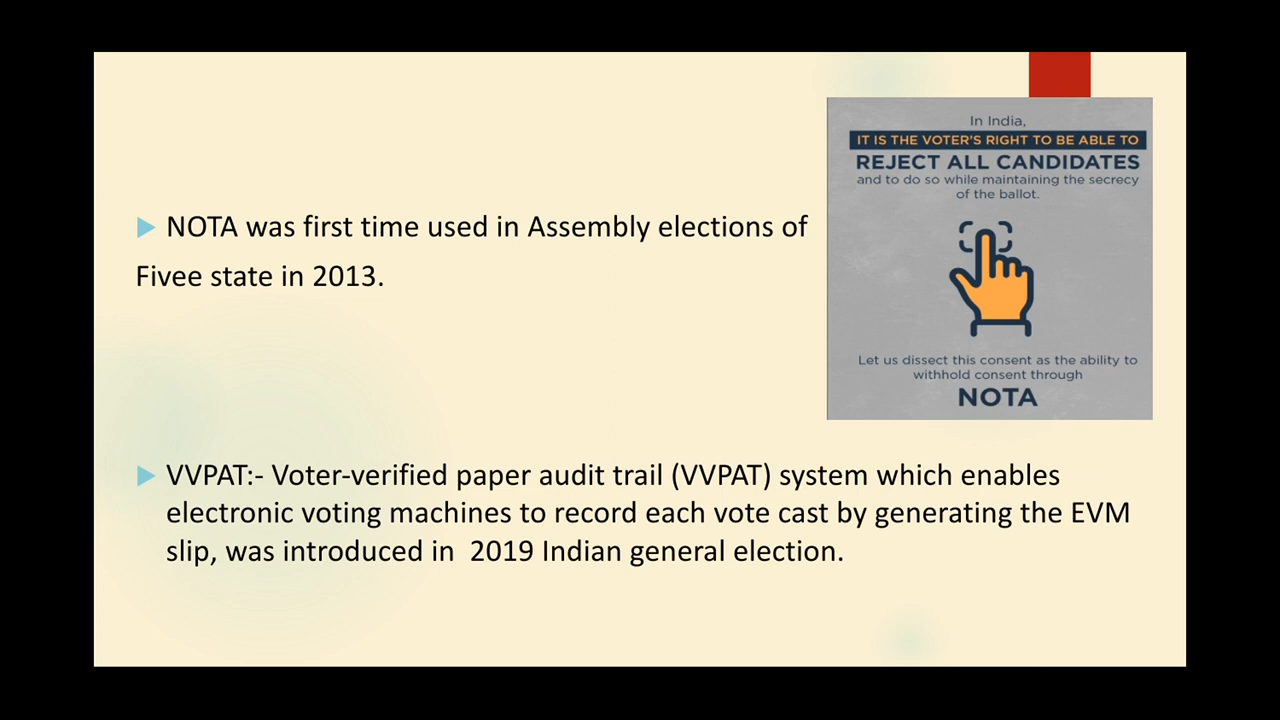 In India,
IT IS THE VOTER'S RIGHT TO BE ABLE TO
REJECT ALL CANDIDATES
and to do so while maintaining the secrecy
of the ballot.
Let us dissect this consent as the ability to
withhold consent through
NOTA
NOTA was first time used in Assembly elections of
Fivee state in 2013.
VVPAT:- Voter-verified paper audit trail (VVPAT) system which enables
electronic voting machines to record each vote cast by generating the EVM
slip, was introduced in  2019 Indian general election.